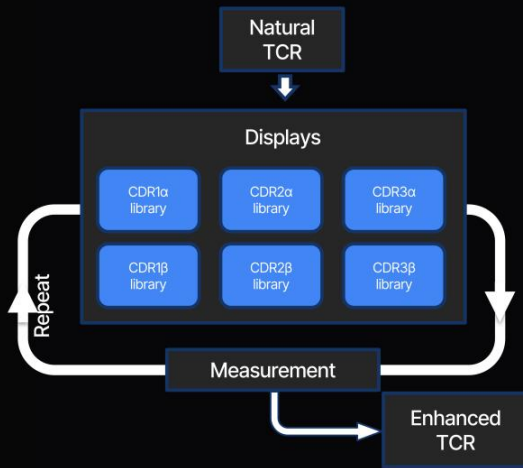 Natural
TCR
Displays
CDR1α
library
CDR2α
library
CDR3α
library
CDR1β
library
CDR2β
library
CDR3β
library
Repeat
Measurement
Enhanced
TCR